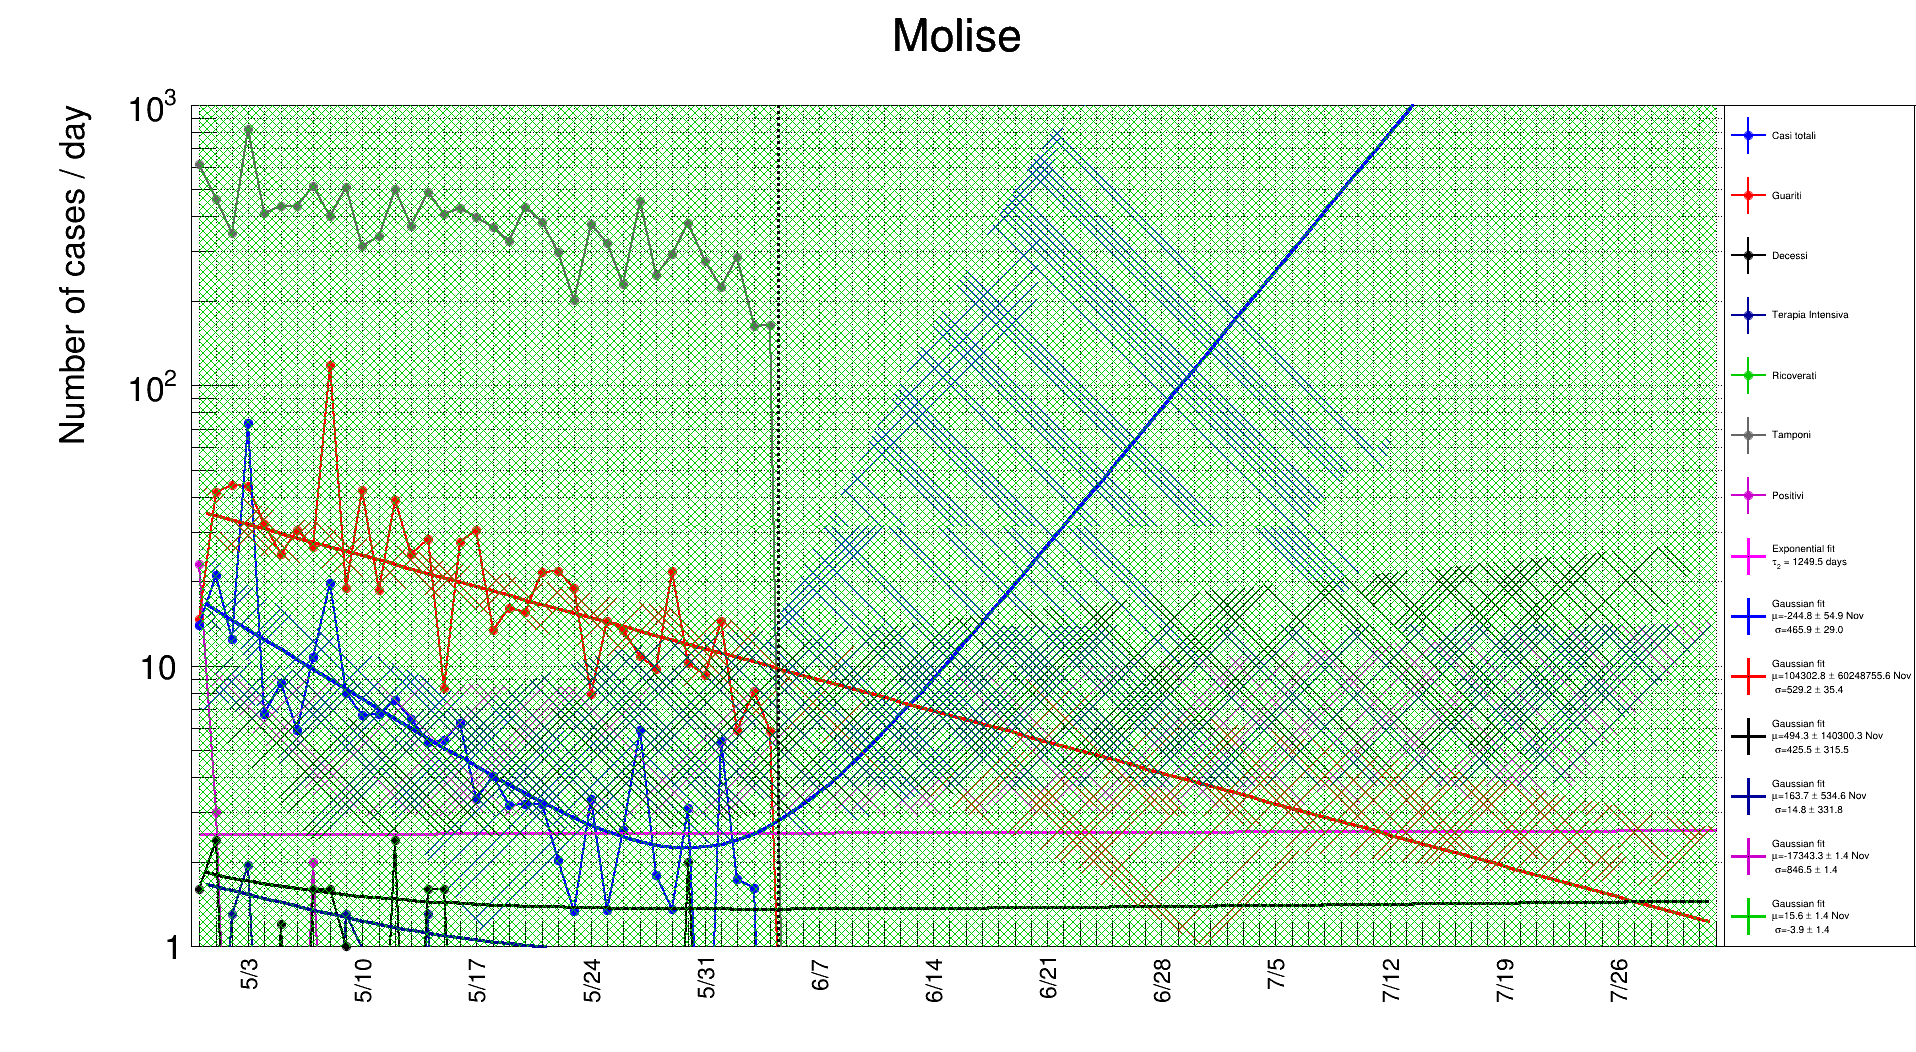 Molise
Number of cases / day
10³
10²
10
1
5/3
5/10
5/17
5/24
5/31
6/7
6/14
6/21
6/28
7/5
7/12
7/19
7/26
Casi totali
Guariti
Decessi
Terapia Intensiva
Ricoverati
Tamponi
Positivi
Exponential fit
τ₂ = 1249.5 days
Gaussian fit
μ=-244.8 ± 54.9 Nov
σ=465.9 ± 29.0
Gaussian fit
μ=104302.8 ± 60248755.6 Nov
σ=529.2 ± 35.4
Gaussian fit
μ=494.3 ± 140300.3 Nov
σ=425.5 ± 315.5
Gaussian fit
μ=163.7 ± 534.6 Nov
σ=14.8 ± 331.8
Gaussian fit
μ=-17343.3 ± 1.4 Nov
σ=846.5 ± 1.4
Gaussian fit
μ=15.6 ± 1.4 Nov
σ=-3.9 ± 1.4